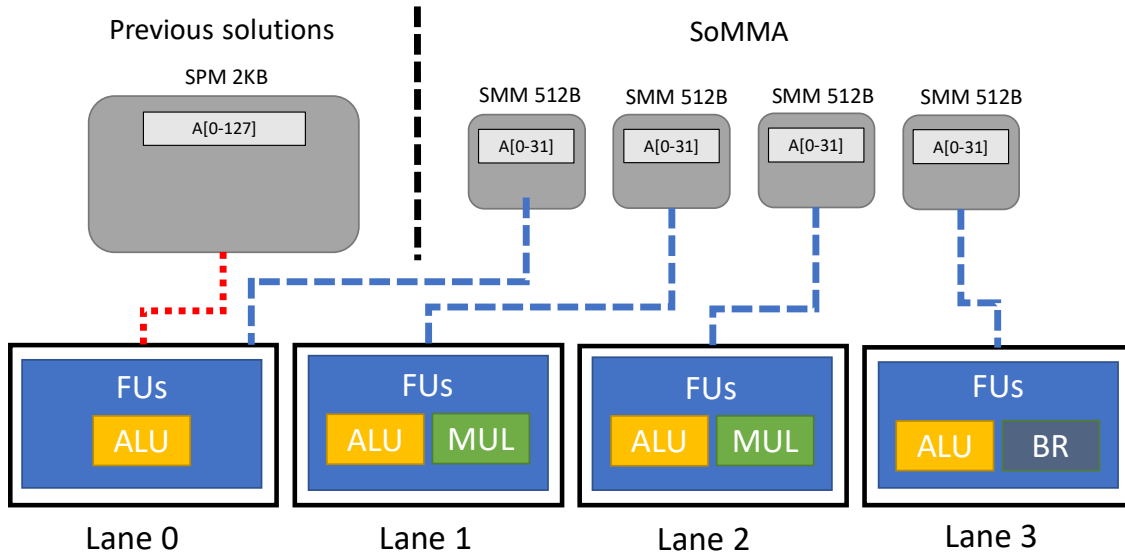 Previous solutions
SoMMA
SPM 2KB
A[0-127]
SMM 512B
A[0-31]
SMM 512B
A[0-31]
SMM 512B
A[0-31]
SMM 512B
A[0-31]
FUs
ALU
Lane 0
FUs
ALU
MUL
Lane 1
FUs
ALU
MUL
Lane 2
FUs
ALU
BR
Lane 3